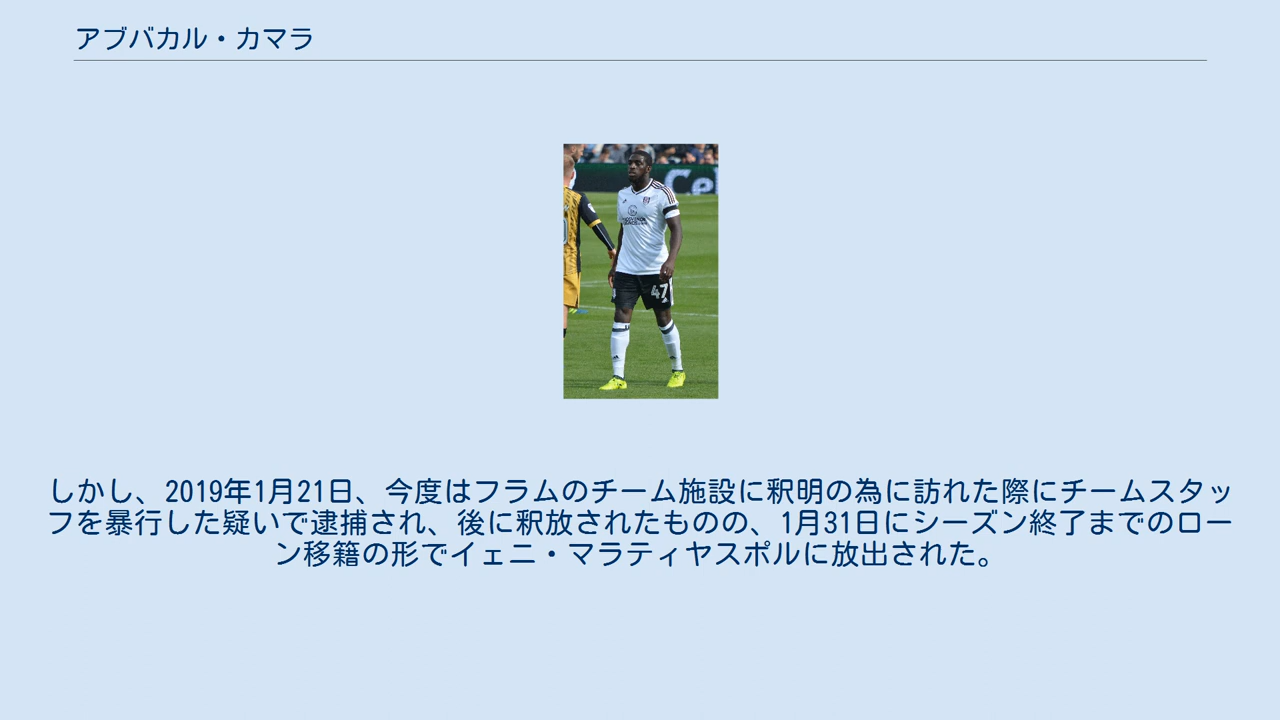 アブバカル・カマラ
Cel
47
しかし、2019年1月21日、今度はフラムのチーム施設に釈明の為に訪れた際にチームスタッ
フを暴行した疑いで逮捕され、後に釈放されたものの、1月31日にシーズン終了までのロー
ン移籍の形でイェニ・マラティヤスポルに放出された。